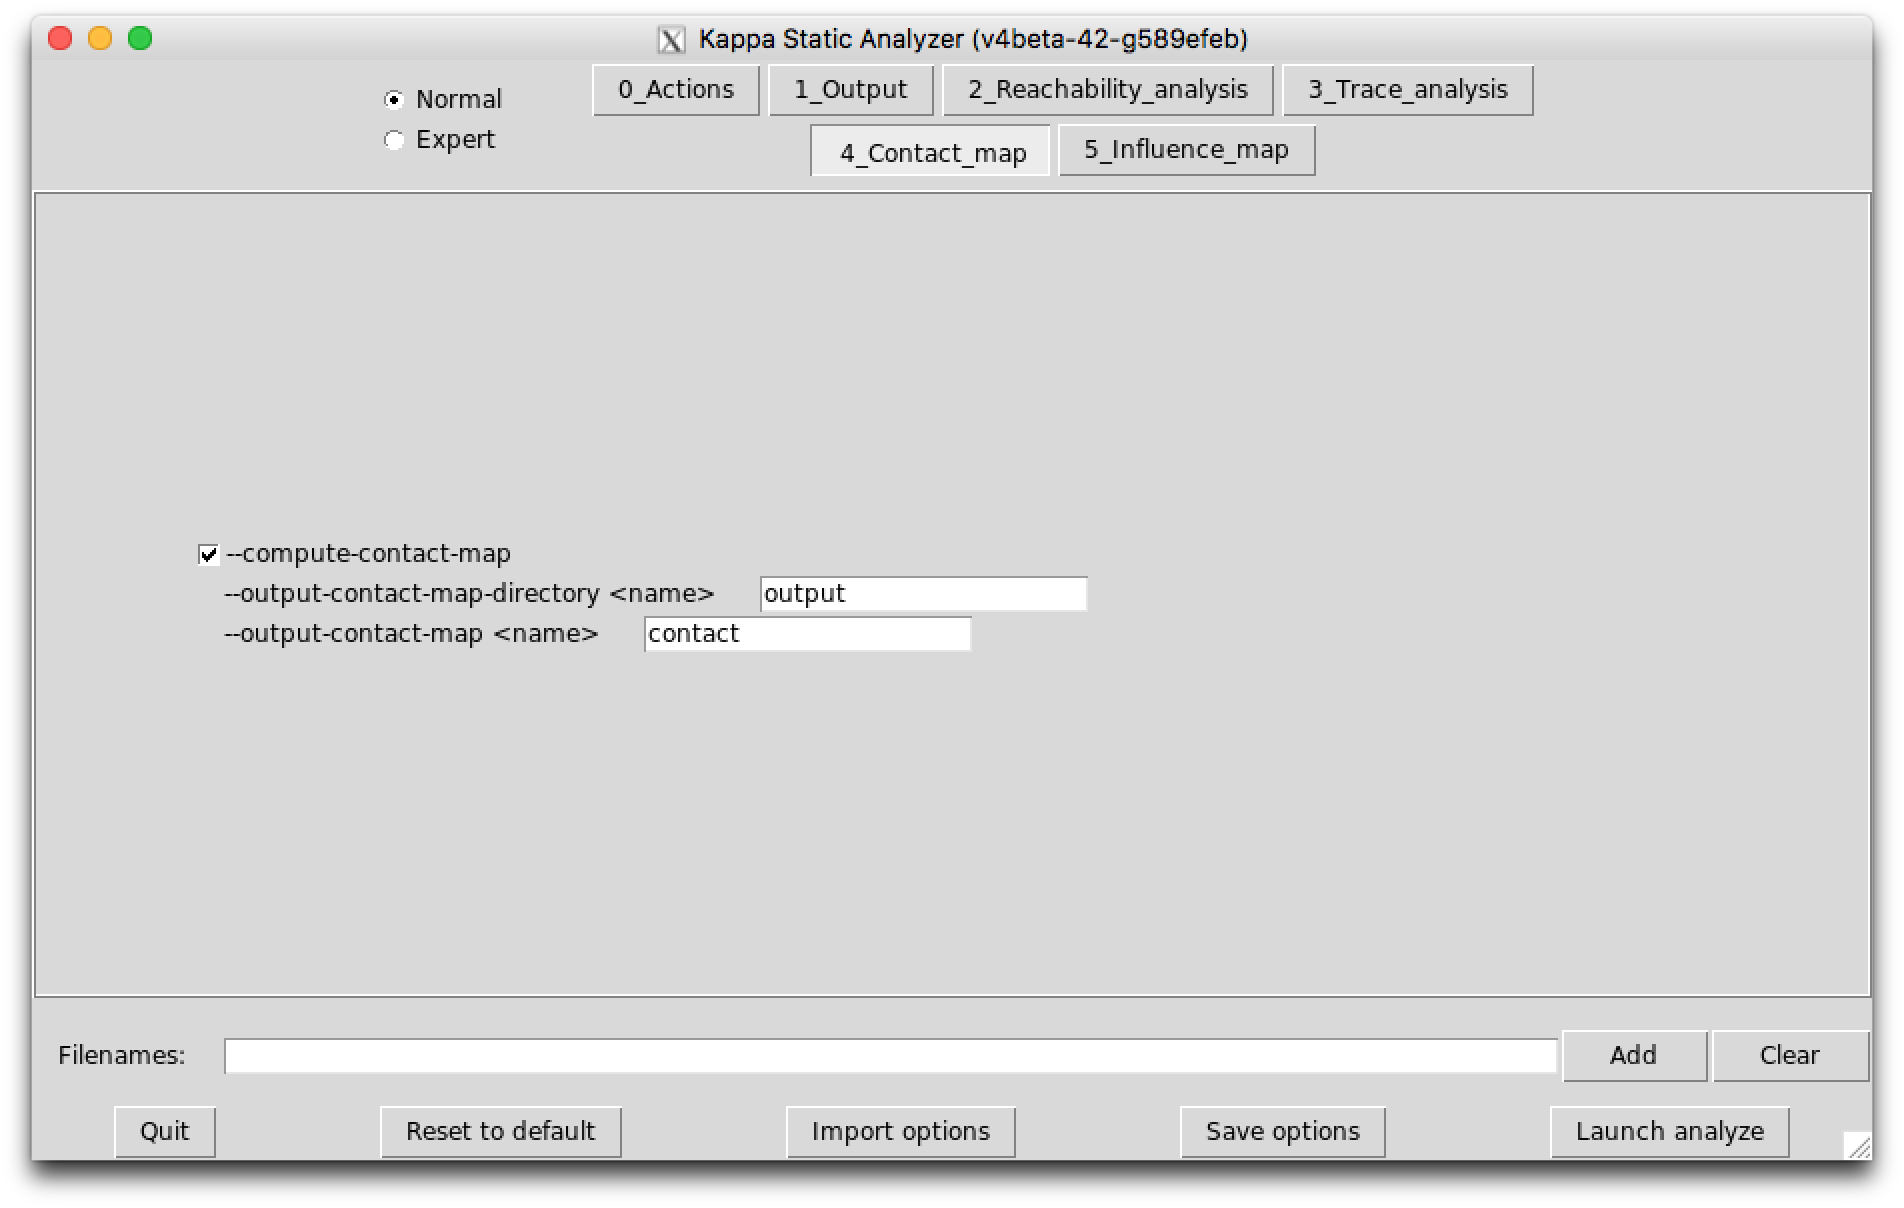 Kappa Static Analyzer (v4beta-42-g589efeb)
Normal
Expert
0_Actions 1_Output 2_Reachability_analysis 3_Trace_analysis
4_Contact_map 5_Influence_map
--compute-contact-map
--output-contact-map-directory <name> output
--output-contact-map <name> contact
Filenames: Add Clear
Quit Reset to default Import options Save options Launch analyze